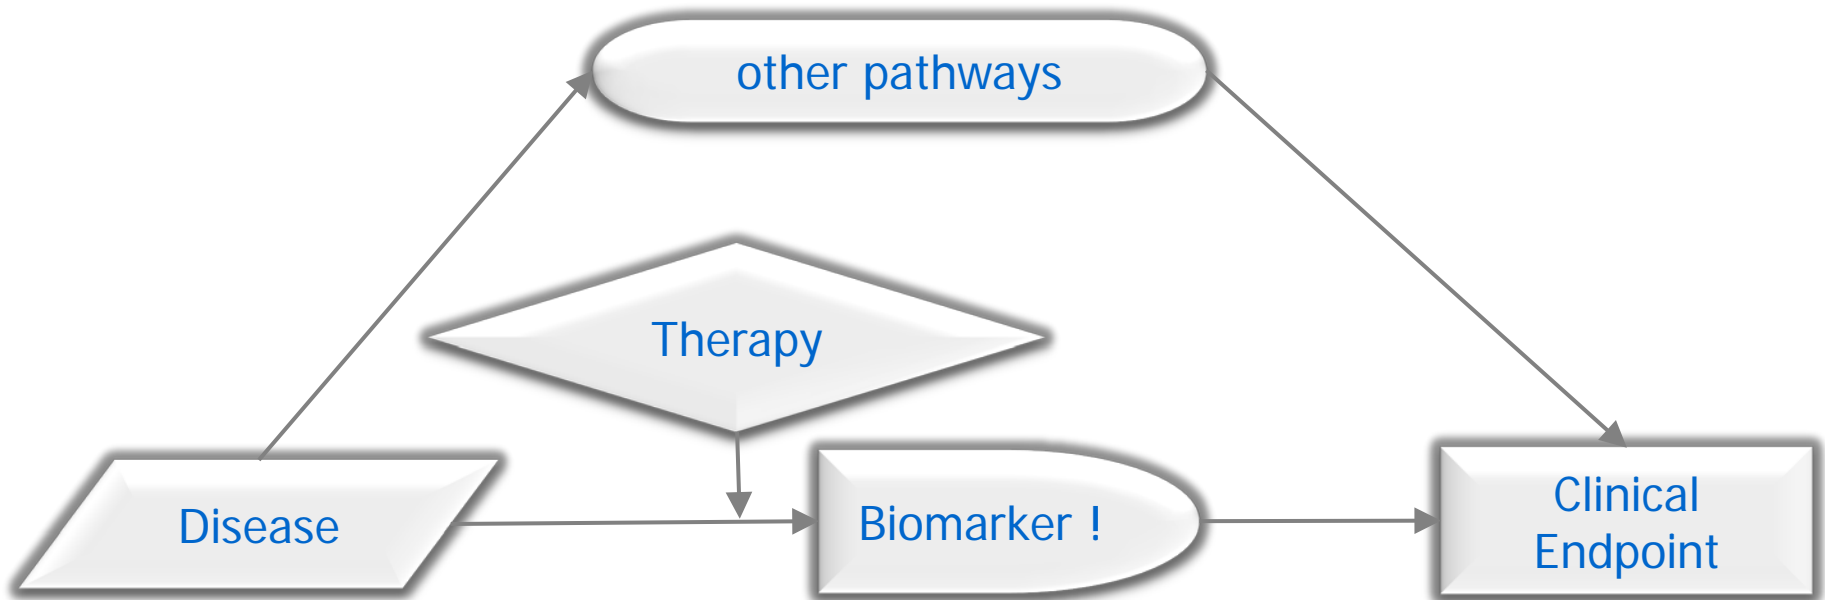 other pathways
Therapy
Disease
Biomarker !
Clinical
Endpoint